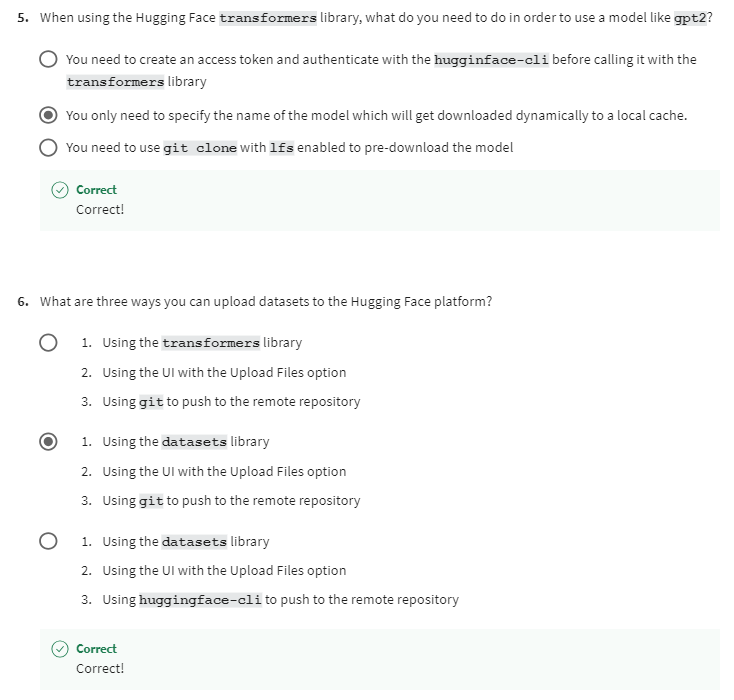 5. When using the Hugging Face transformers library, what do you need to do in order to use a model like gpt2?
You need to create an access token and authenticate with the hugginface-cli before calling it with the
transformers library
You only need to specify the name of the model which will get downloaded dynamically to a local cache.
You need to use git clone with lfs enabled to pre-download the model
Correct
Correct!
6. What are three ways you can upload datasets to the Hugging Face platform?
1. Using the transformers library
2. Using the UI with the Upload Files option
3. Using git to push to the remote repository
1. Using the datasets library
2. Using the UI with the Upload Files option
3. Using git to push to the remote repository
1. Using the datasets library
2. Using the UI with the Upload Files option
3. Using huggingface-cli to push to the remote repository
Correct
Correct!